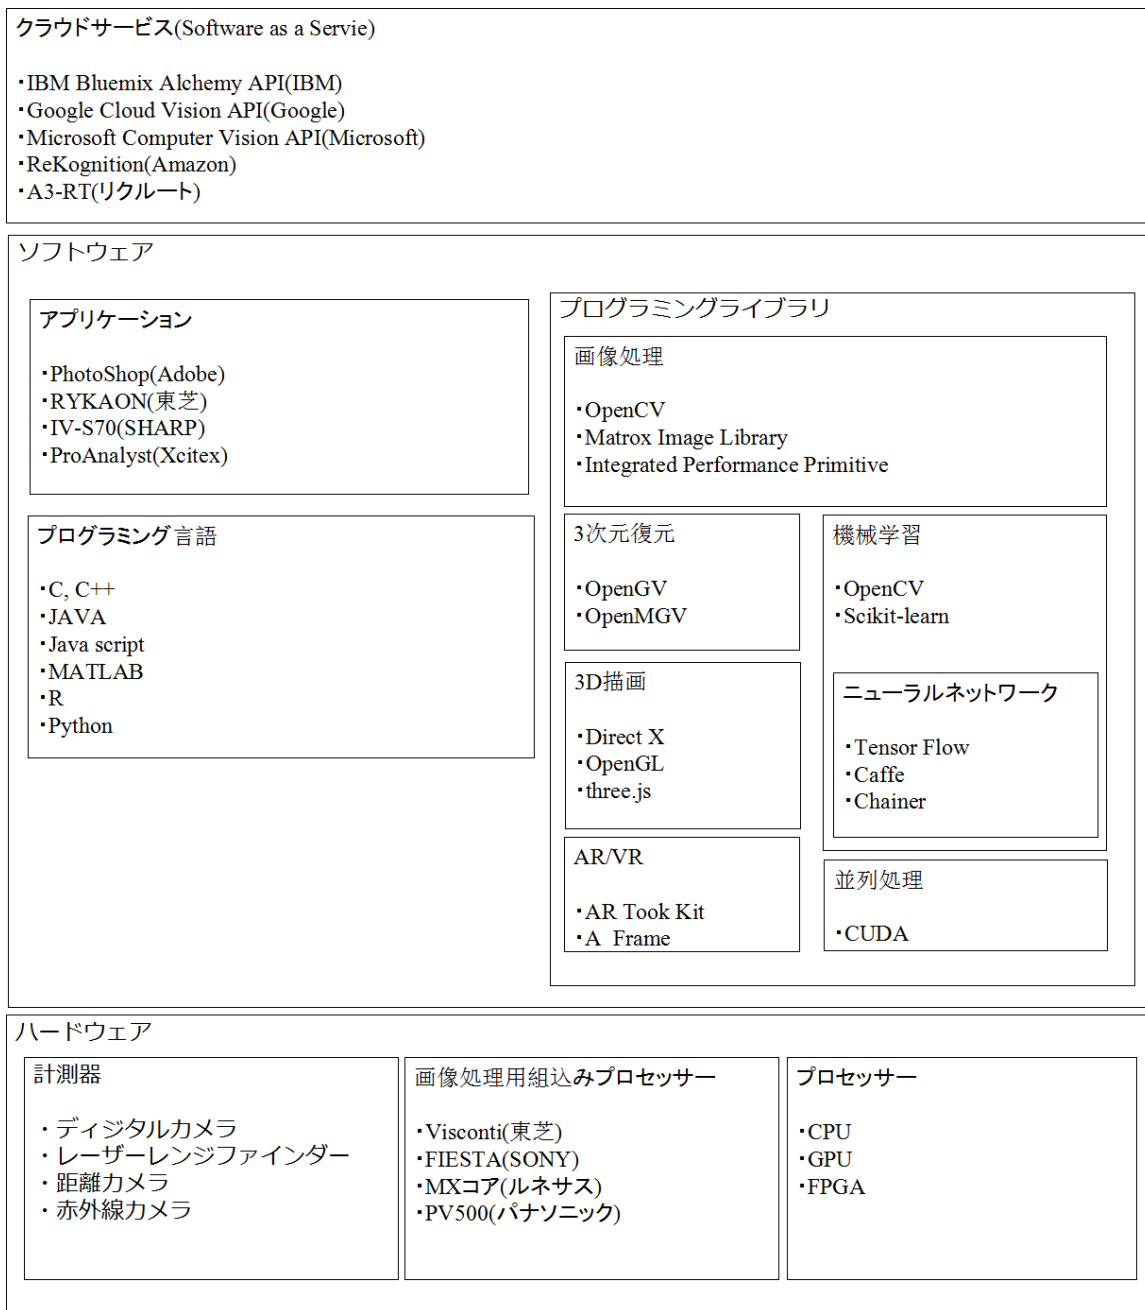 クラウドサービス(Software as a Servie)
・IBM Bluemix Alchemy API(IBM)
・Google Cloud Vision API(Google)
・Microsoft Computer Vision API(Microsoft)
・ReKognition(Amazon)
・A3-RT(リクルート)
ソフトウェア
アプリケーション
・PhotoShop(Adobe)
・RYKAON(東芝)
・IV-S70(SHARP)
・ProAnalyst(Xcitex)
プログラミング言語
・C, C++
・JAVA
・Java script
・MATLAB
・R
・Python
プログラミングライブラリ
画像処理
・OpenCV
・Matrox Image Library
・Integrated Performance Primitive
3次元復元
・OpenGV
・OpenMGV
3D描画
・Direct X
・OpenGL
・three.js
AR/VR
・AR Took Kit
・A Frame
機械学習
・OpenCV
・Scikit-learn
ニューラルネットワーク
・Tensor Flow
・Caffe
・Chainer
並列処理
・CUDA
ハードウェア
計測器
・ディジタルカメラ
・レーザーレンジファインダー
・距離カメラ
・赤外線カメラ
画像処理用組込みプロセッサー
・Visconti(東芝)
・FIESTA(SONY)
・MXコア(ルネサス)
・PV500(パナソニック)
プロセッサー
・CPU
・GPU
・FPGA